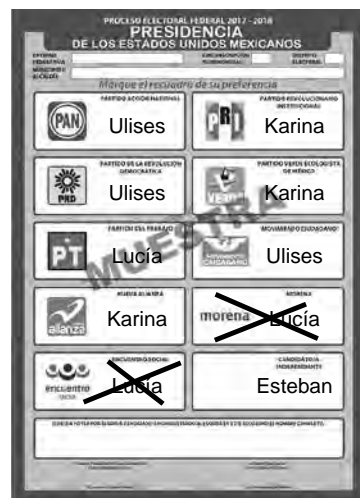 PROCESO ELECTORAL FEDERAL 2017 - 2018
PRESIDENCIA
DE LOS ESTADOS UNIDOS MEXICANOS
Marque el recuadro de su preferencia
PARTIDO ACCIÓN NACIONAL
PAN
Ulises
PARTIDO REVOLUCIONARIO
INSTITUCIONAL
PRI
Karina
PARTIDO DE LA REVOLUCIÓN
DEMOCRÁTICA
PRD
Ulises
PARTIDO VERDE ECOLOGISTA
DE MÉXICO
VERDE
Karina
PARTIDO DEL TRABAJO
PT
Lucía
MOVIMIENTO CIUDADANO
CIUDADANO
Ulises
NUEVA ALIANZA
alianza
Karina
MORENA
morena
Lucía
ENCUENTRO SOCIAL
encuentro
social
Lucía
CANDIDATO/A
INDEPENDIENTE
Esteban
MUESTRA